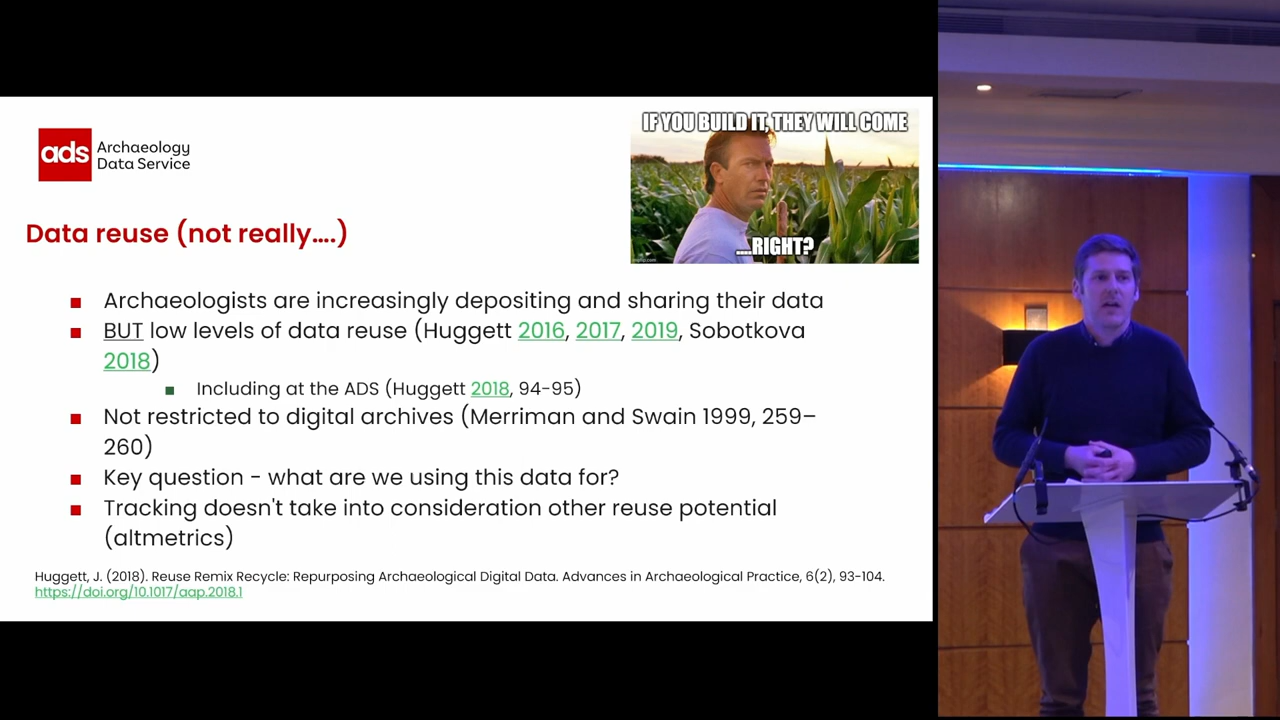 ads Archaeology
Data Service
IF YOU BUILD IT, THEY WILL COME
....RIGHT?
Data reuse (not really....)
■ Archaeologists are increasingly depositing and sharing their data
■ BUT low levels of data reuse (Huggett 2016, 2017, 2019, Sobotkova
2018)
■ Including at the ADS (Huggett 2018, 94-95)
■ Not restricted to digital archives (Merriman and Swain 1999, 259–
260)
■ Key question - what are we using this data for?
■ Tracking doesn't take into consideration other reuse potential
(altmetrics)
Huggett, J. (2018). Reuse Remix Recycle: Repurposing Archaeological Digital Data. Advances in Archaeological Practice, 6(2), 93-104.
https://doi.org/10.1017/aap.2018.1